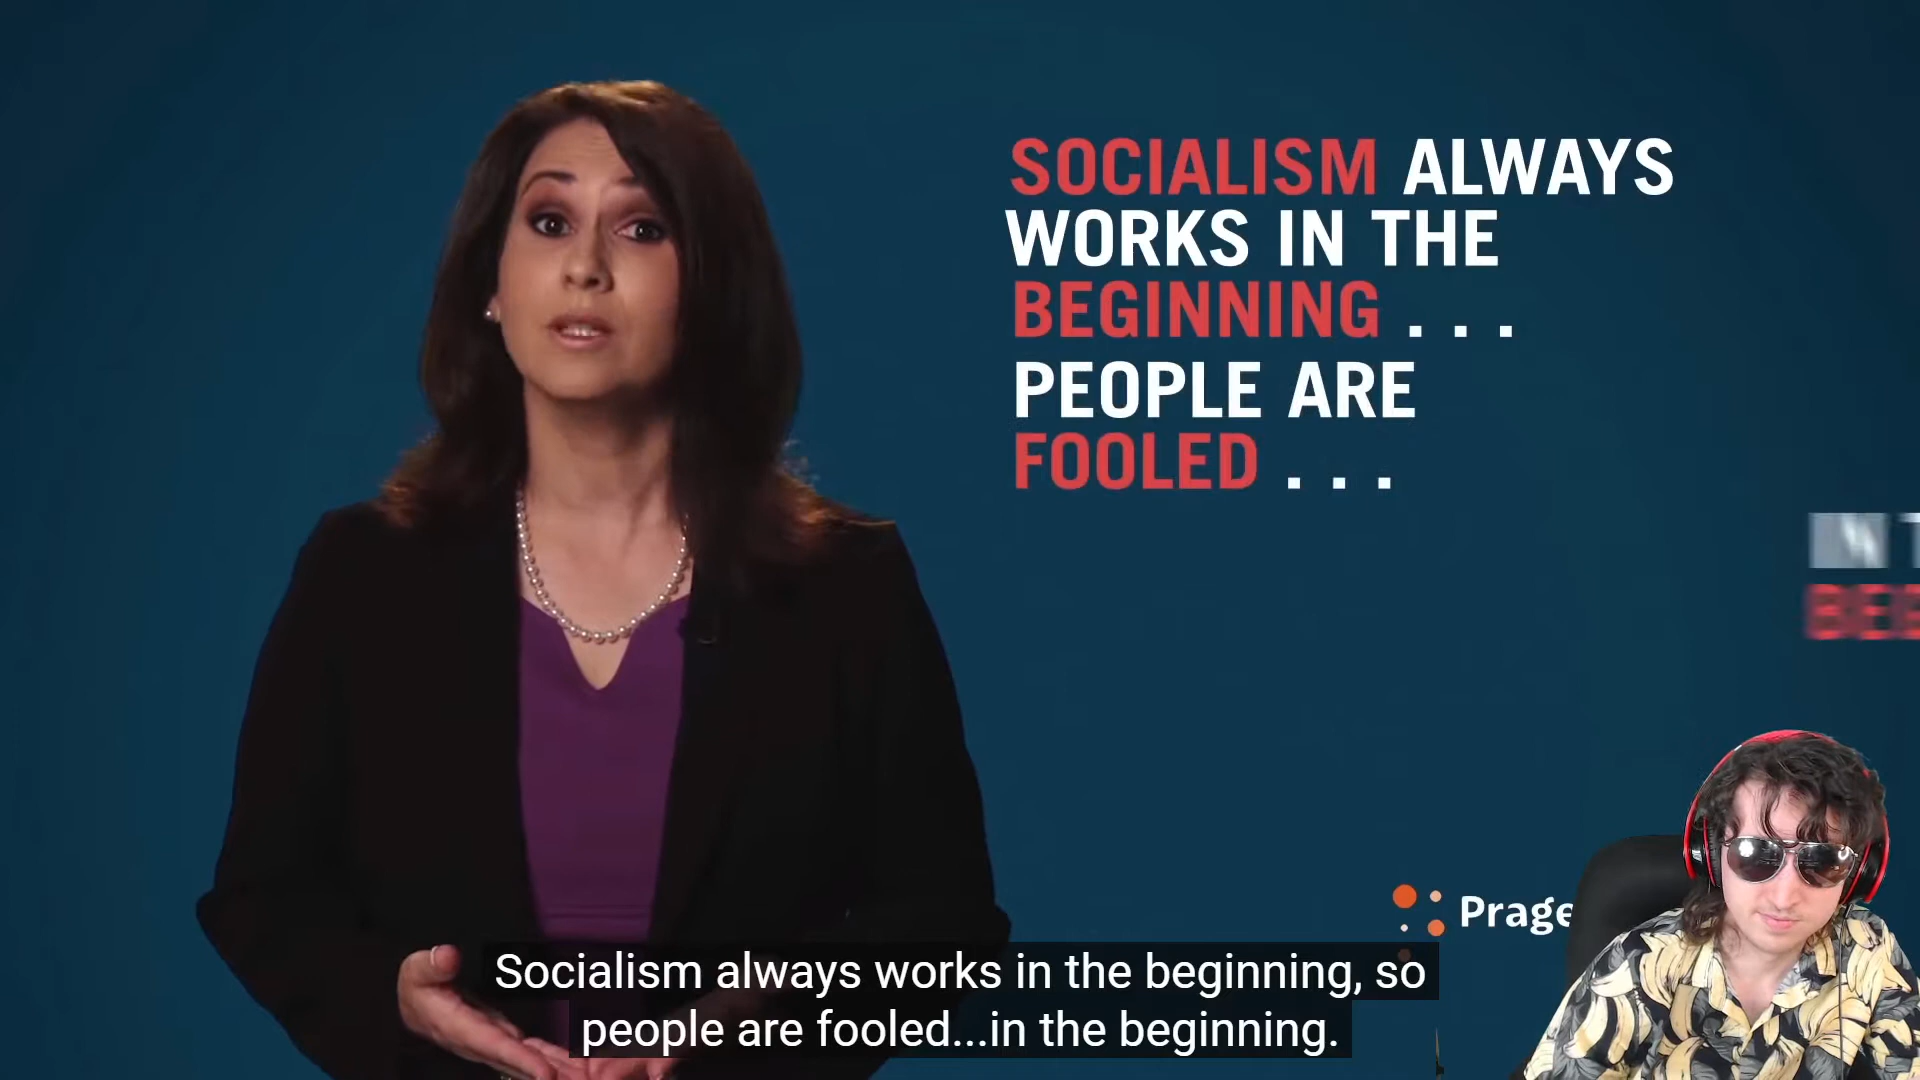 SOCIALISM ALWAYS
WORKS IN THE
BEGINNING . . .
PEOPLE ARE
FOOLED . . .
Prage
Socialism always works in the beginning, so
people are fooled...in the beginning.